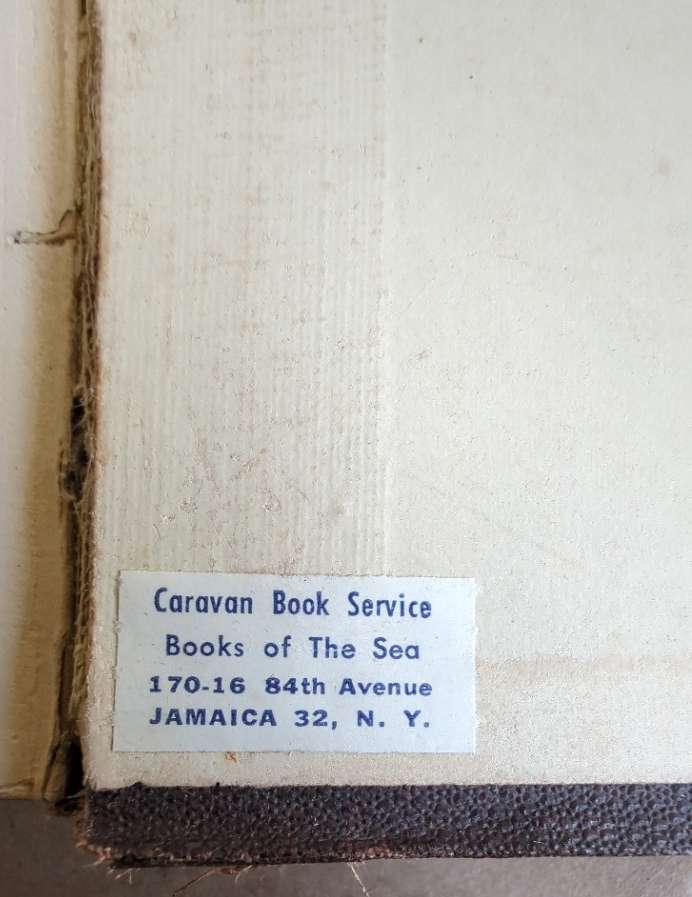 Caravan Book Service
Books of The Sea
170-16 84th Avenue
JAMAICA 32, N. Y.